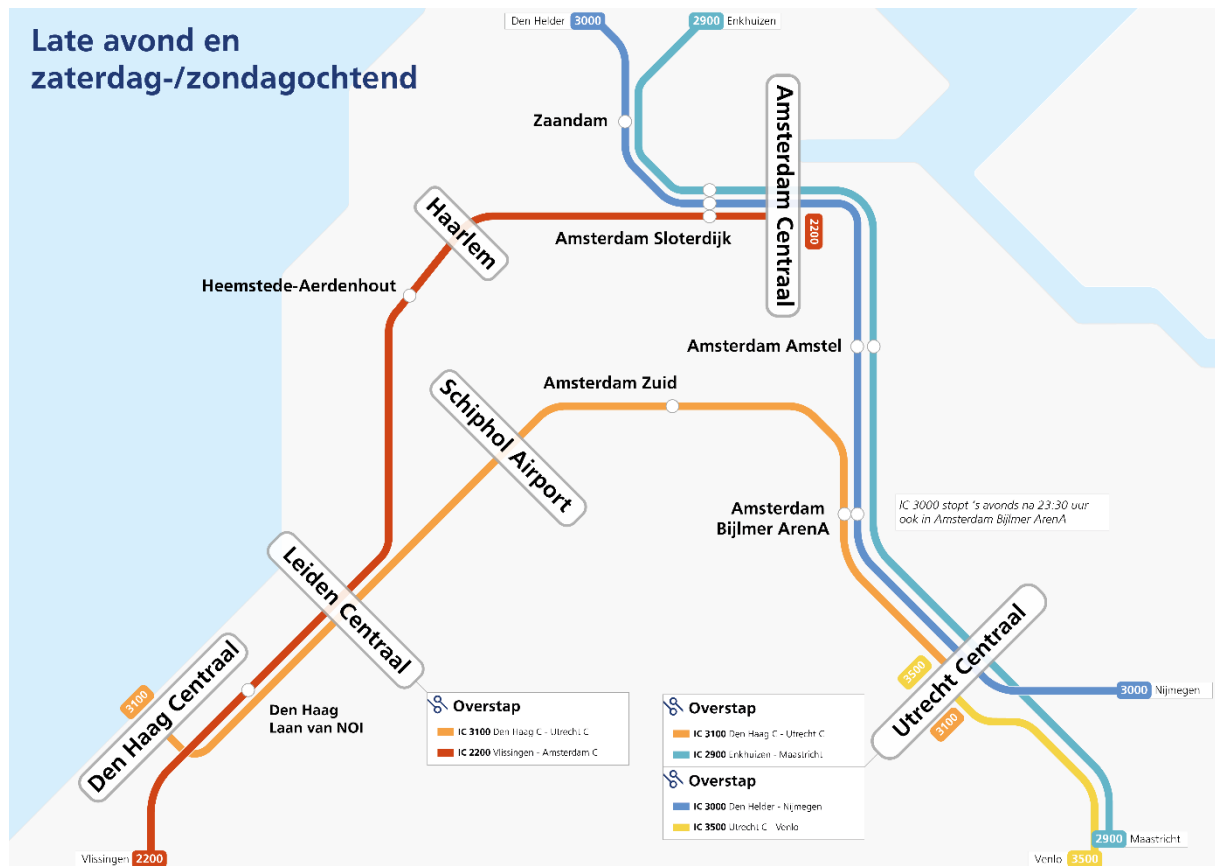 Late avond en
zaterdag-/zondagochtend
Den Helder 3000
2900 Enkhuizen
Zaandam
Amsterdam Centraal
2200
Haarlem
Amsterdam Sloterdijk
Heemstede-Aerdenhout
Amsterdam Amstel
Schiphol Airport
Amsterdam Zuid
Amsterdam
Bijlmer ArenA
IC 3000 stopt 's avonds na 23:30 uur
ook in Amsterdam Bijlmer ArenA
Leiden Centraal
Den Haag Centraal
3100
Den Haag
Laan van NOI
Overstap
IC 3100 Den Haag C - Utrecht C
IC 2200 Vlissingen - Amsterdam C
Utrecht Centraal
3500
3100
Overstap
IC 3100 Den Haag C - Utrecht C
IC 2900 Enkhuizen - Maastricht
Overstap
IC 3000 Den Helder - Nijmegen
IC 3500 Utrecht C - Venlo
3000 Nijmegen
2900 Maastricht
Vlissingen 2200
Venlo 3500